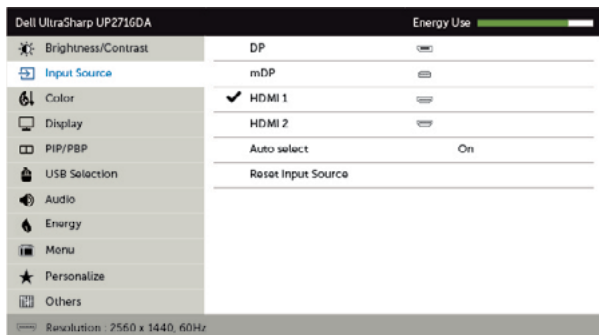 Dell UltraSharp UP2716DA Energy Use
Brightness/Contrast DP
Input Source mDP
Color HDMI 1
Display HDMI 2
PIP/PBP Auto select On
USB Selection Reset Input Source
Audio
Energy
Menu
Personalize
Others
Resolution : 2560 x 1440, 60Hz